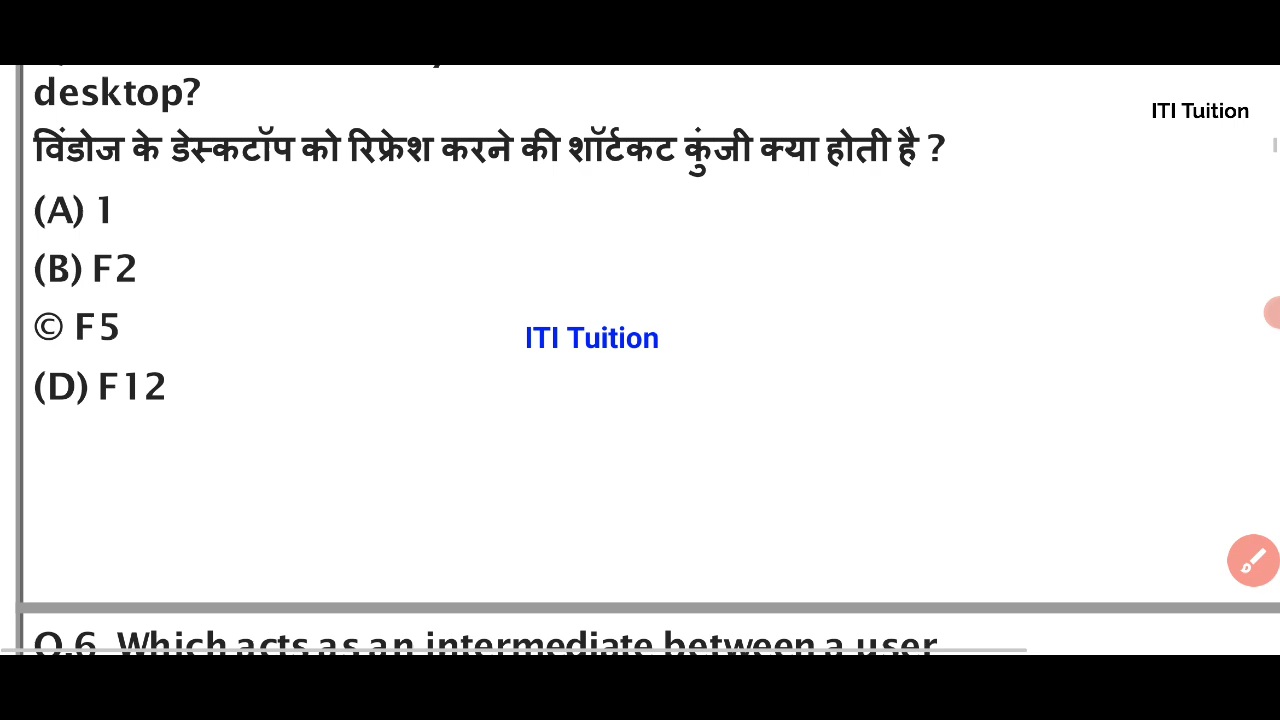 desktop?
ITI Tuition
विंडोज के डेस्कटॉप को रिफ्रेश करने की शॉर्टकट कुंजी क्या होती है ?
(A) 1
(B) F2
© F5
ITI Tuition
(D) F12
Q.6 Which acts as an intermediate between a user